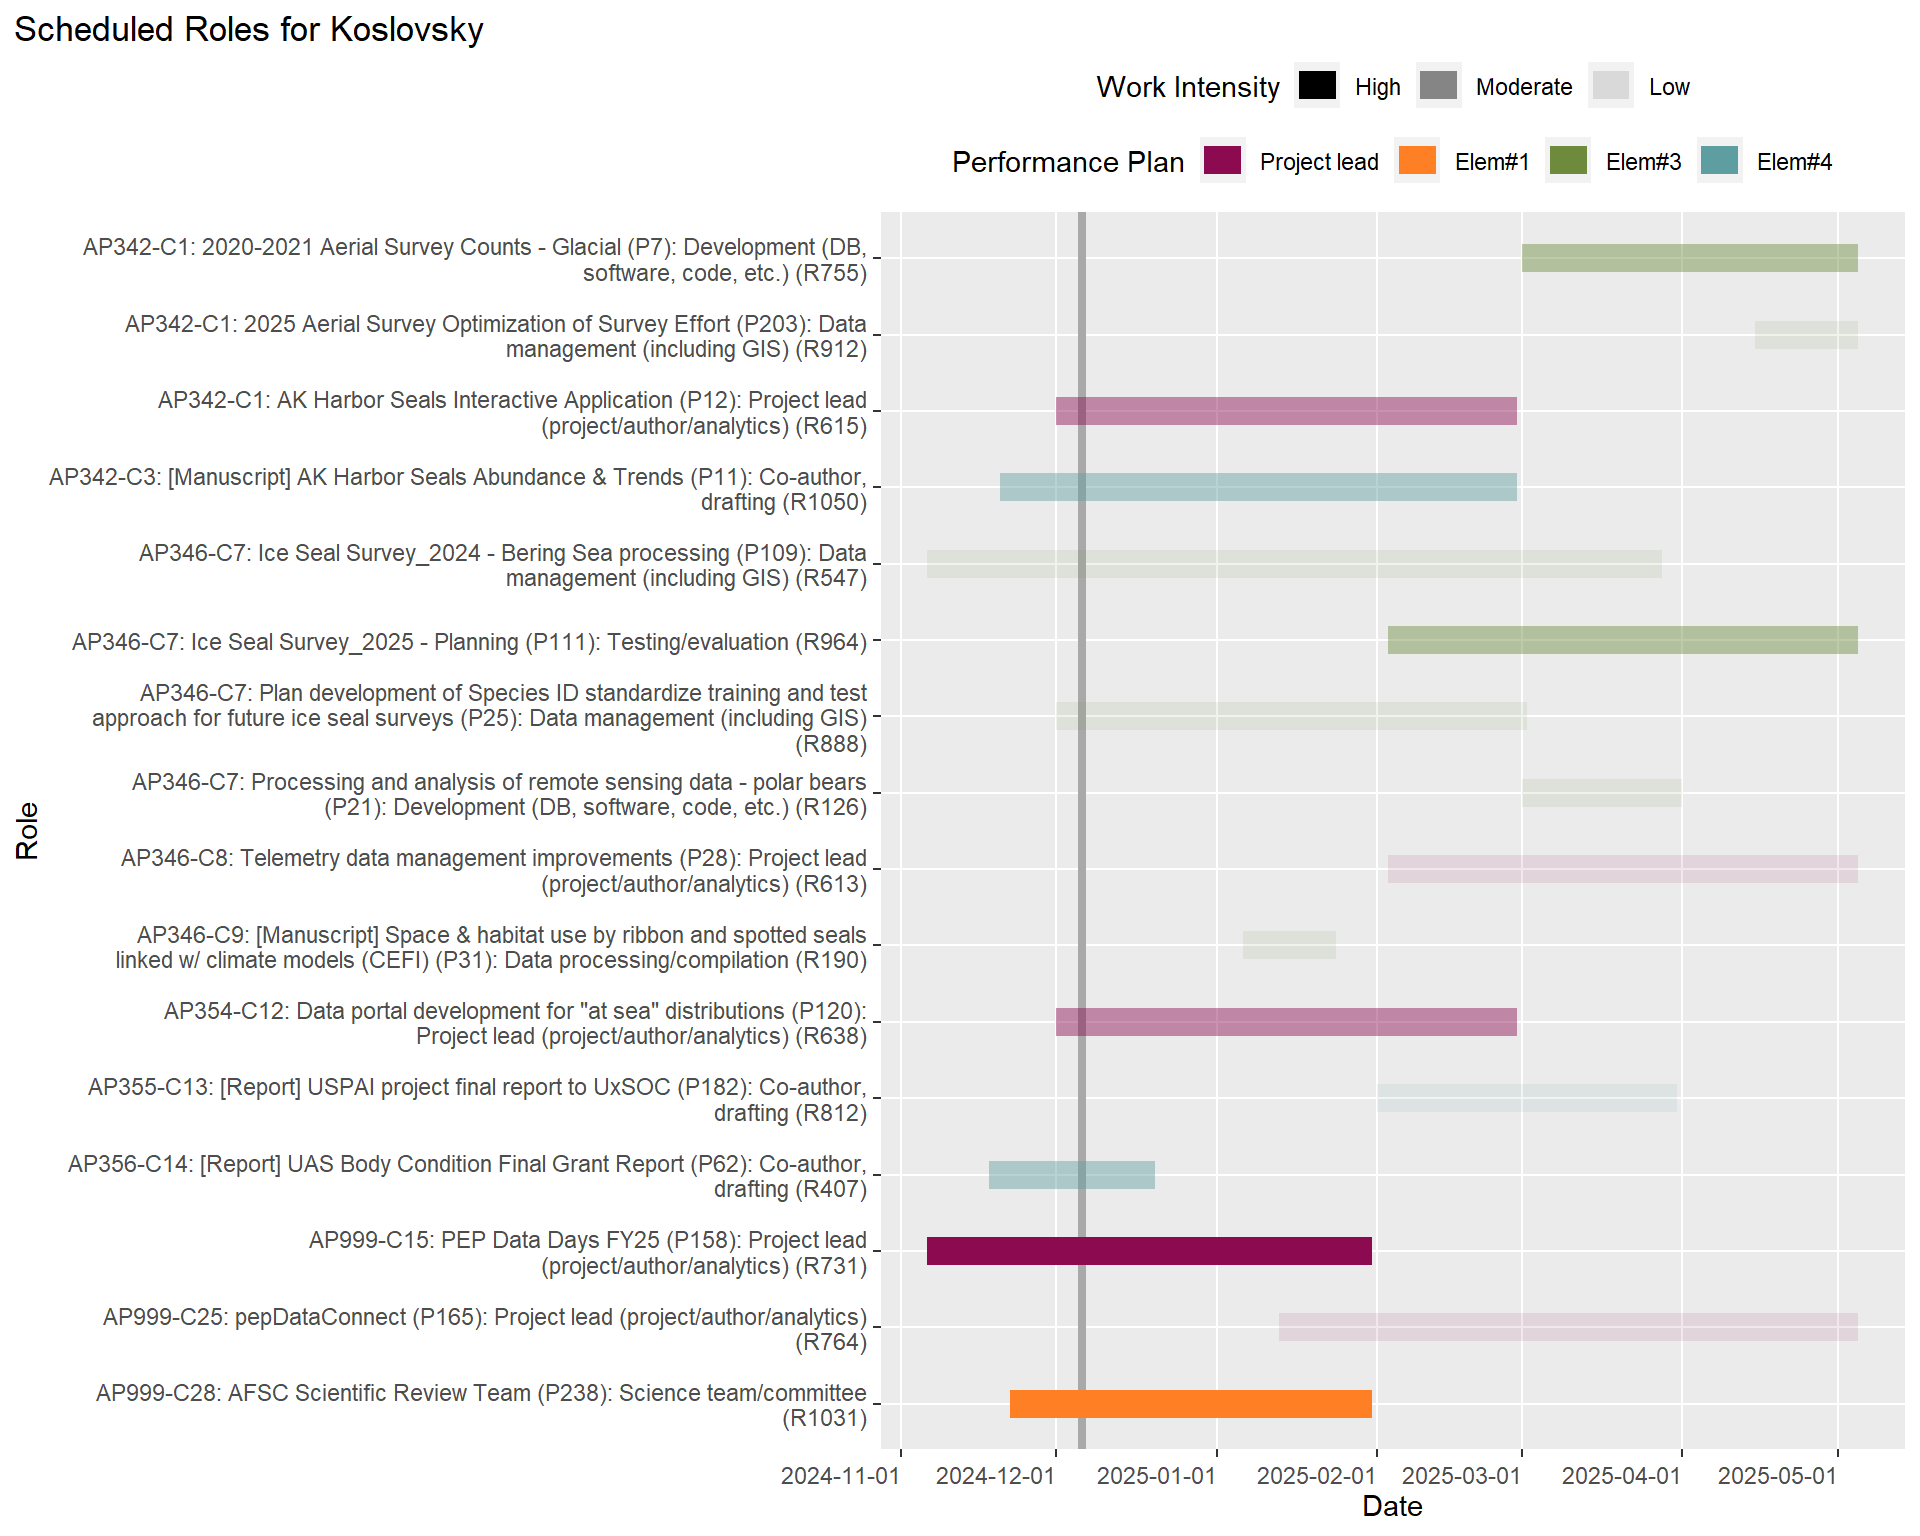 Scheduled Roles for Koslovsky
Work Intensity High Moderate Low
Performance Plan Project lead Elem#1 Elem#3 Elem#4
AP342-C1: 2020-2021 Aerial Survey Counts - Glacial (P7): Development (DB,
software, code, etc.) (R755)
AP342-C1: 2025 Aerial Survey Optimization of Survey Effort (P203): Data
management (including GIS) (R912)
AP342-C1: AK Harbor Seals Interactive Application (P12): Project lead
(project/author/analytics) (R615)
AP342-C3: [Manuscript] AK Harbor Seals Abundance & Trends (P11): Co-author,
drafting (R1050)
AP346-C7: Ice Seal Survey_2024 - Bering Sea processing (P109): Data
management (including GIS) (R547)
AP346-C7: Ice Seal Survey_2025 - Planning (P111): Testing/evaluation (R964)
AP346-C7: Plan development of Species ID standardize training and test
approach for future ice seal surveys (P25): Data management (including GIS)
(R888)
AP346-C7: Processing and analysis of remote sensing data - polar bears
(P21): Development (DB, software, code, etc.) (R126)
AP346-C8: Telemetry data management improvements (P28): Project lead
(project/author/analytics) (R613)
AP346-C9: [Manuscript] Space & habitat use by ribbon and spotted seals
linked w/ climate models (CEFI) (P31): Data processing/compilation (R190)
AP354-C12: Data portal development for "at sea" distributions (P120):
Project lead (project/author/analytics) (R638)
AP355-C13: [Report] USPAI project final report to UxSOC (P182): Co-author,
drafting (R812)
AP356-C14: [Report] UAS Body Condition Final Grant Report (P62): Co-author,
drafting (R407)
AP999-C15: PEP Data Days FY25 (P158): Project lead
(project/author/analytics) (R731)
AP999-C25: pepDataConnect (P165): Project lead (project/author/analytics)
(R764)
AP999-C28: AFSC Scientific Review Team (P238): Science team/committee
(R1031)
Role
2024-11-01 2024-12-01 2025-01-01 2025-02-01 2025-03-01 2025-04-01 2025-05-01
Date